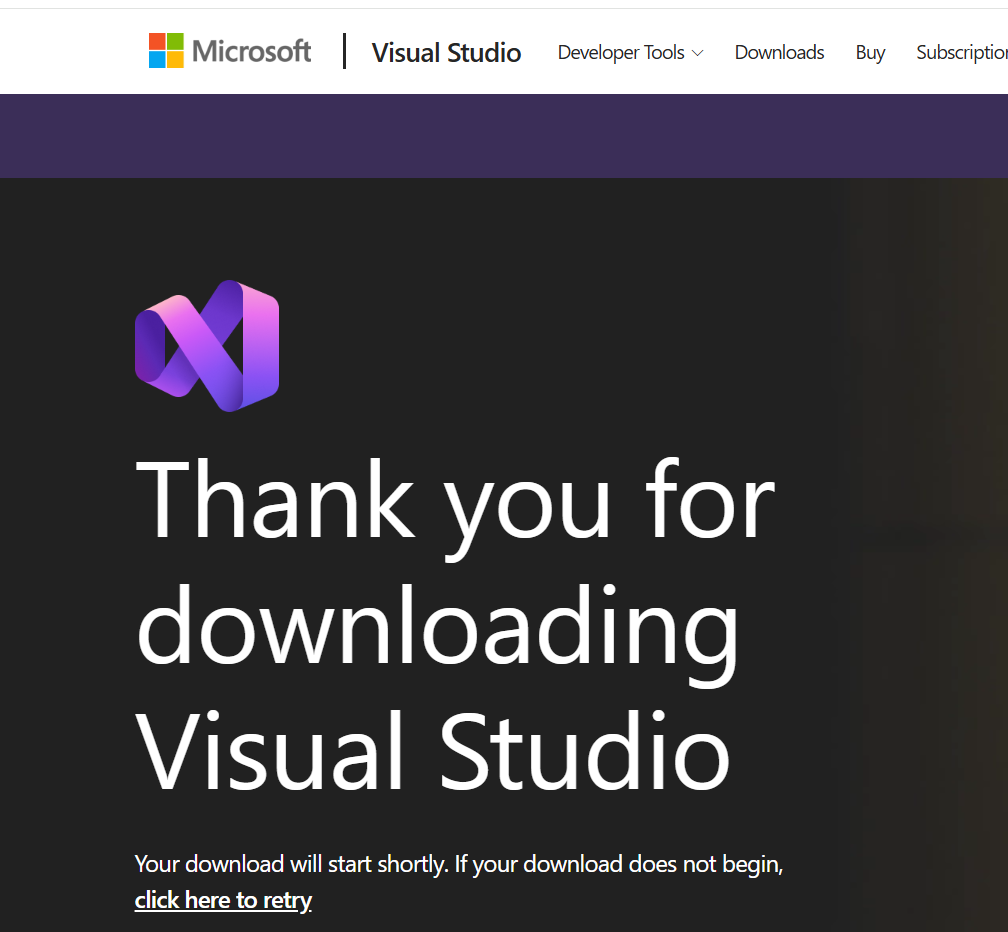 Microsoft | Visual Studio Developer Tools Downloads Buy
Thank you for
downloading
Visual Studio
Your download will start shortly. If your download does not begin,
click here to retry